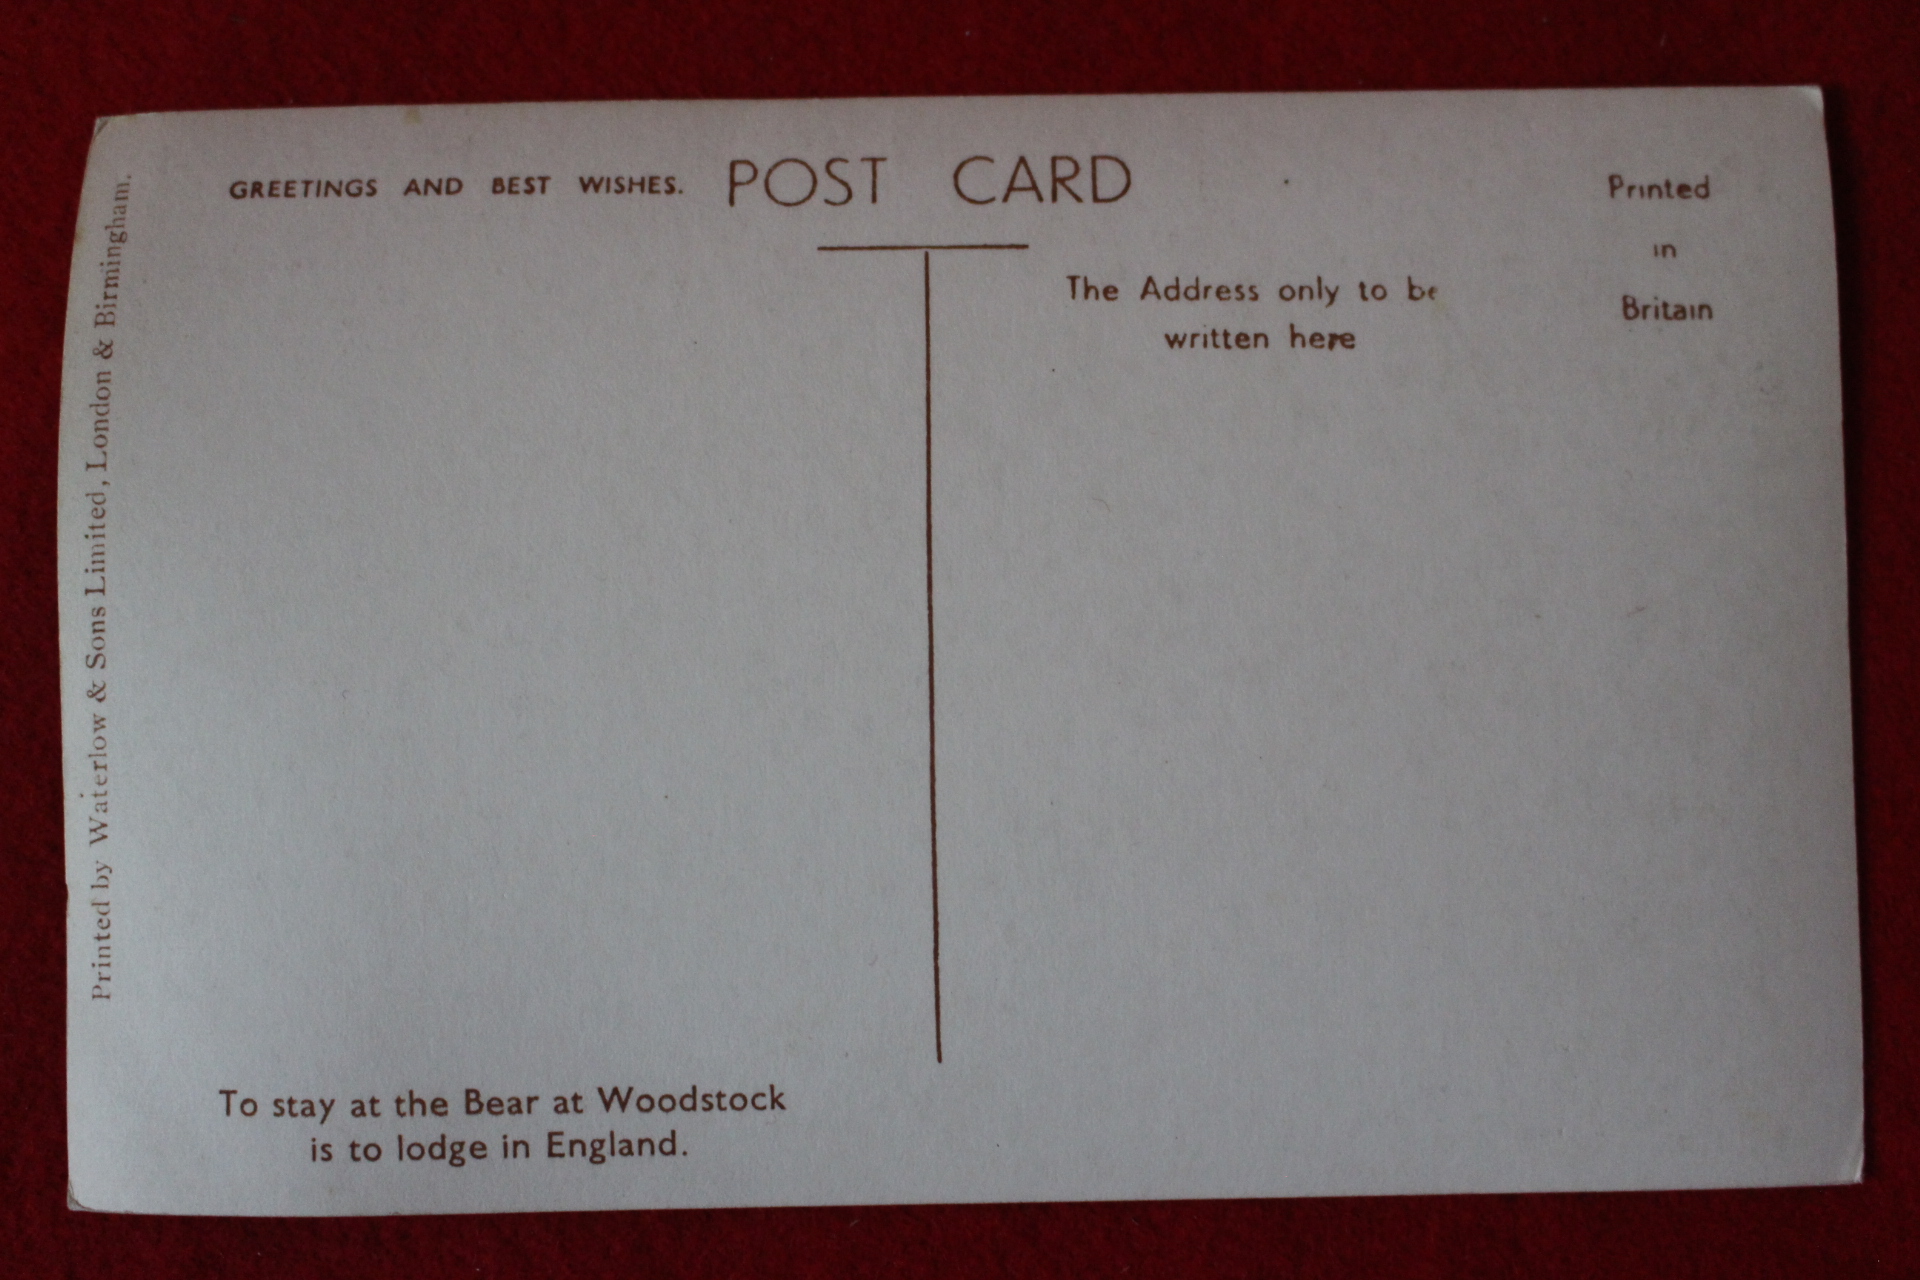 GREETINGS AND BEST WISHES. POST CARD
The Address only to be
written here
Printed
in
Britain
Printed by Waterlow & Sons Limited, London & Birmingham.
To stay at the Bear at Woodstock
is to lodge in England.